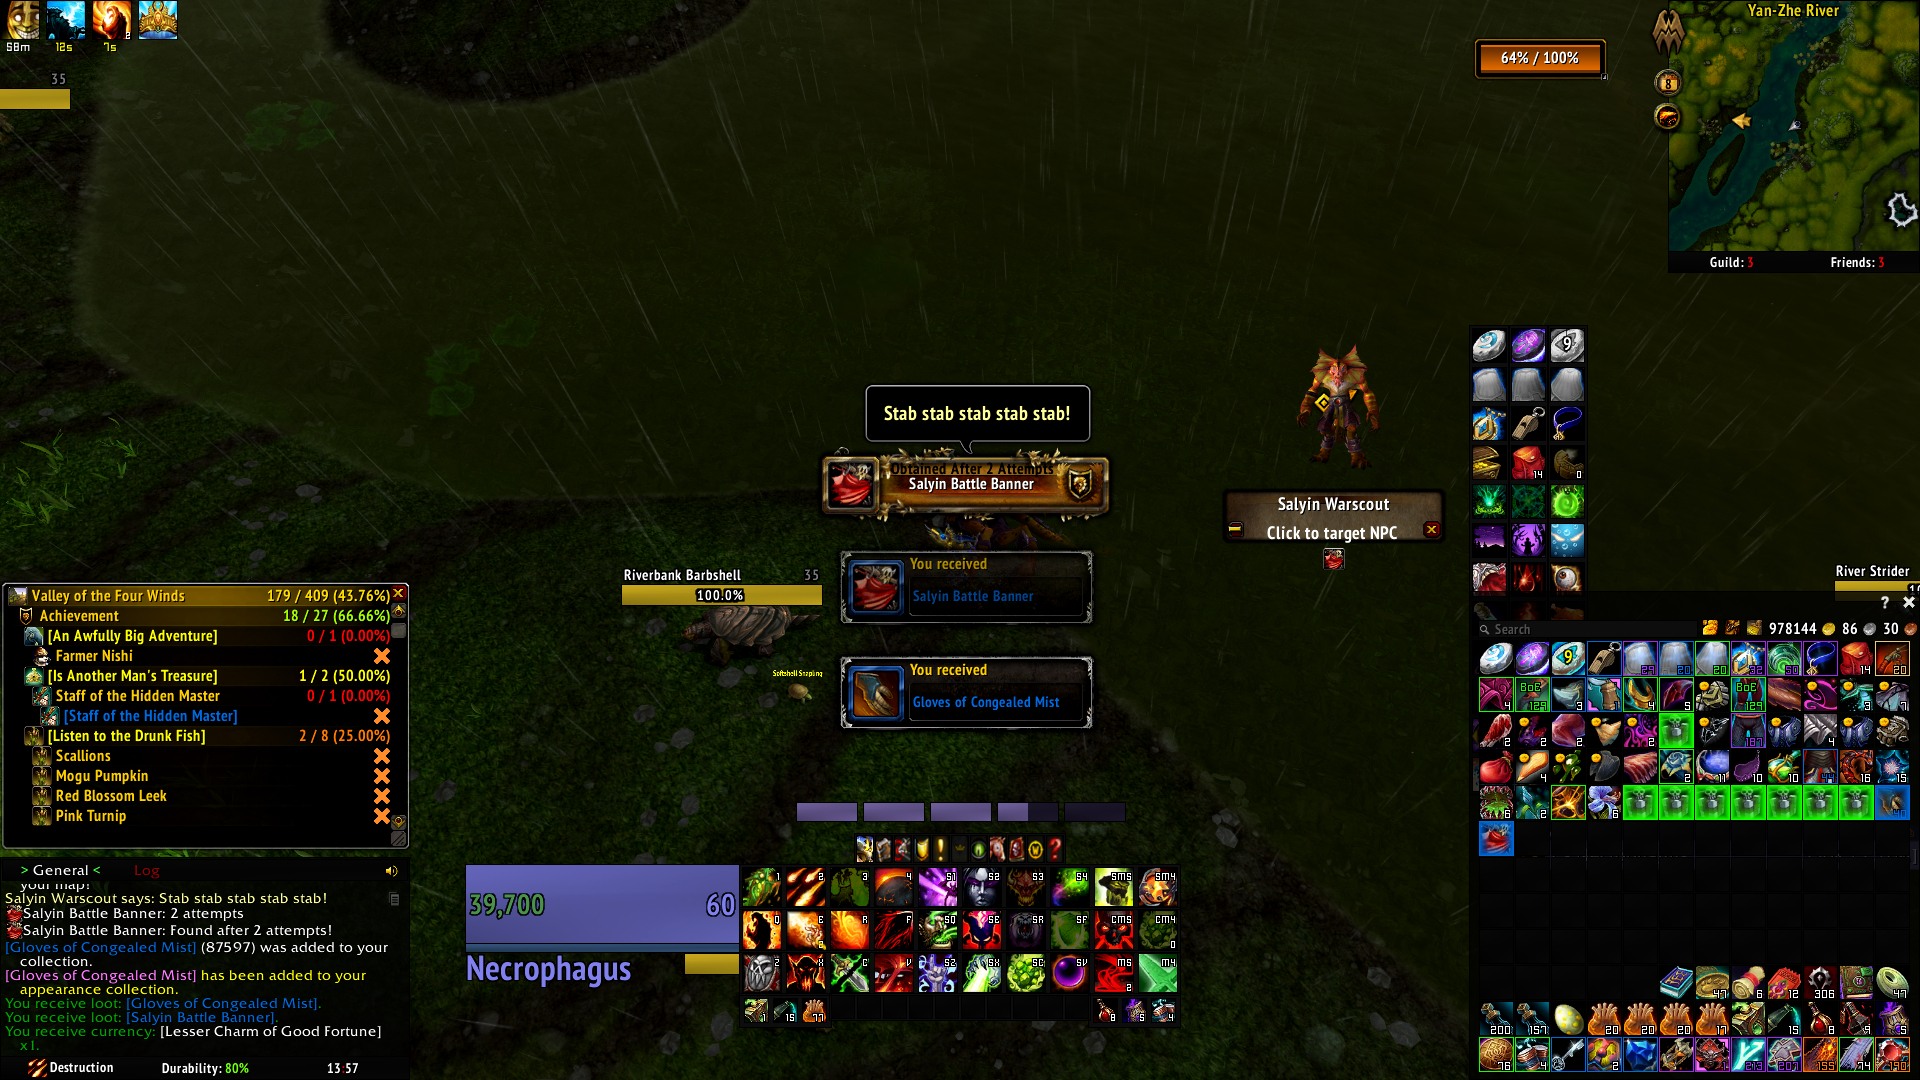 58m
12s
7s
35
64% / 100%
Yan-Zhe River
8
Guild: 3
Friends: 3
Stab stab stab stab stab!
Obtained After 2 Attempts
Salyin Battle Banner
Salyin Warscout
Click to target NPC
You received
Salyin Battle Banner
You received
Gloves of Congealed Mist
Riverbank Barbshell 35
100.0%
Softshell Snapling
River Strider
Valley of the Four Winds 179 / 409 (43.76%)
Achievement 18 / 27 (66.66%)
[An Awfully Big Adventure] 0 / 1 (0.00%)
Farmer Nishi
[Is Another Man's Treasure] 1 / 2 (50.00%)
Staff of the Hidden Master 0 / 1 (0.00%)
[Staff of the Hidden Master]
[Listen to the Drunk Fish] 2 / 8 (25.00%)
Scallions
Mogu Pumpkin
Red Blossom Leek
Pink Turnip
> General < Log
your map!
Salyin Warscout says: Stab stab stab stab stab!
Salyin Battle Banner: 2 attempts
Salyin Battle Banner: Found after 2 attempts!
[Gloves of Congealed Mist] (87597) was added to your
collection.
[Gloves of Congealed Mist] has been added to your
appearance collection.
You receive loot: [Gloves of Congealed Mist].
You receive loot: [Salyin Battle Banner].
You receive currency: [Lesser Charm of Good Fortune]
x1.
Destruction
Durability: 80%
13:57
39,700 60
Necrophagus
Search
978144 86 30